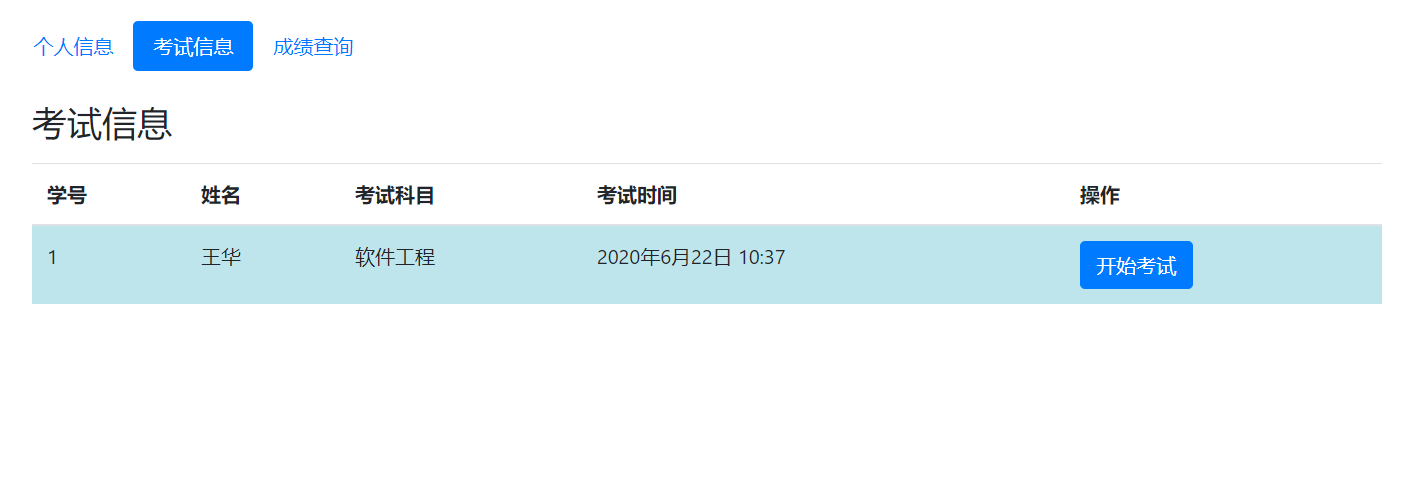 个人信息 考试信息 成绩查询
考试信息
学号 姓名 考试科目 考试时间 操作
1 王华 软件工程 2020年6月22日 10:37 开始考试